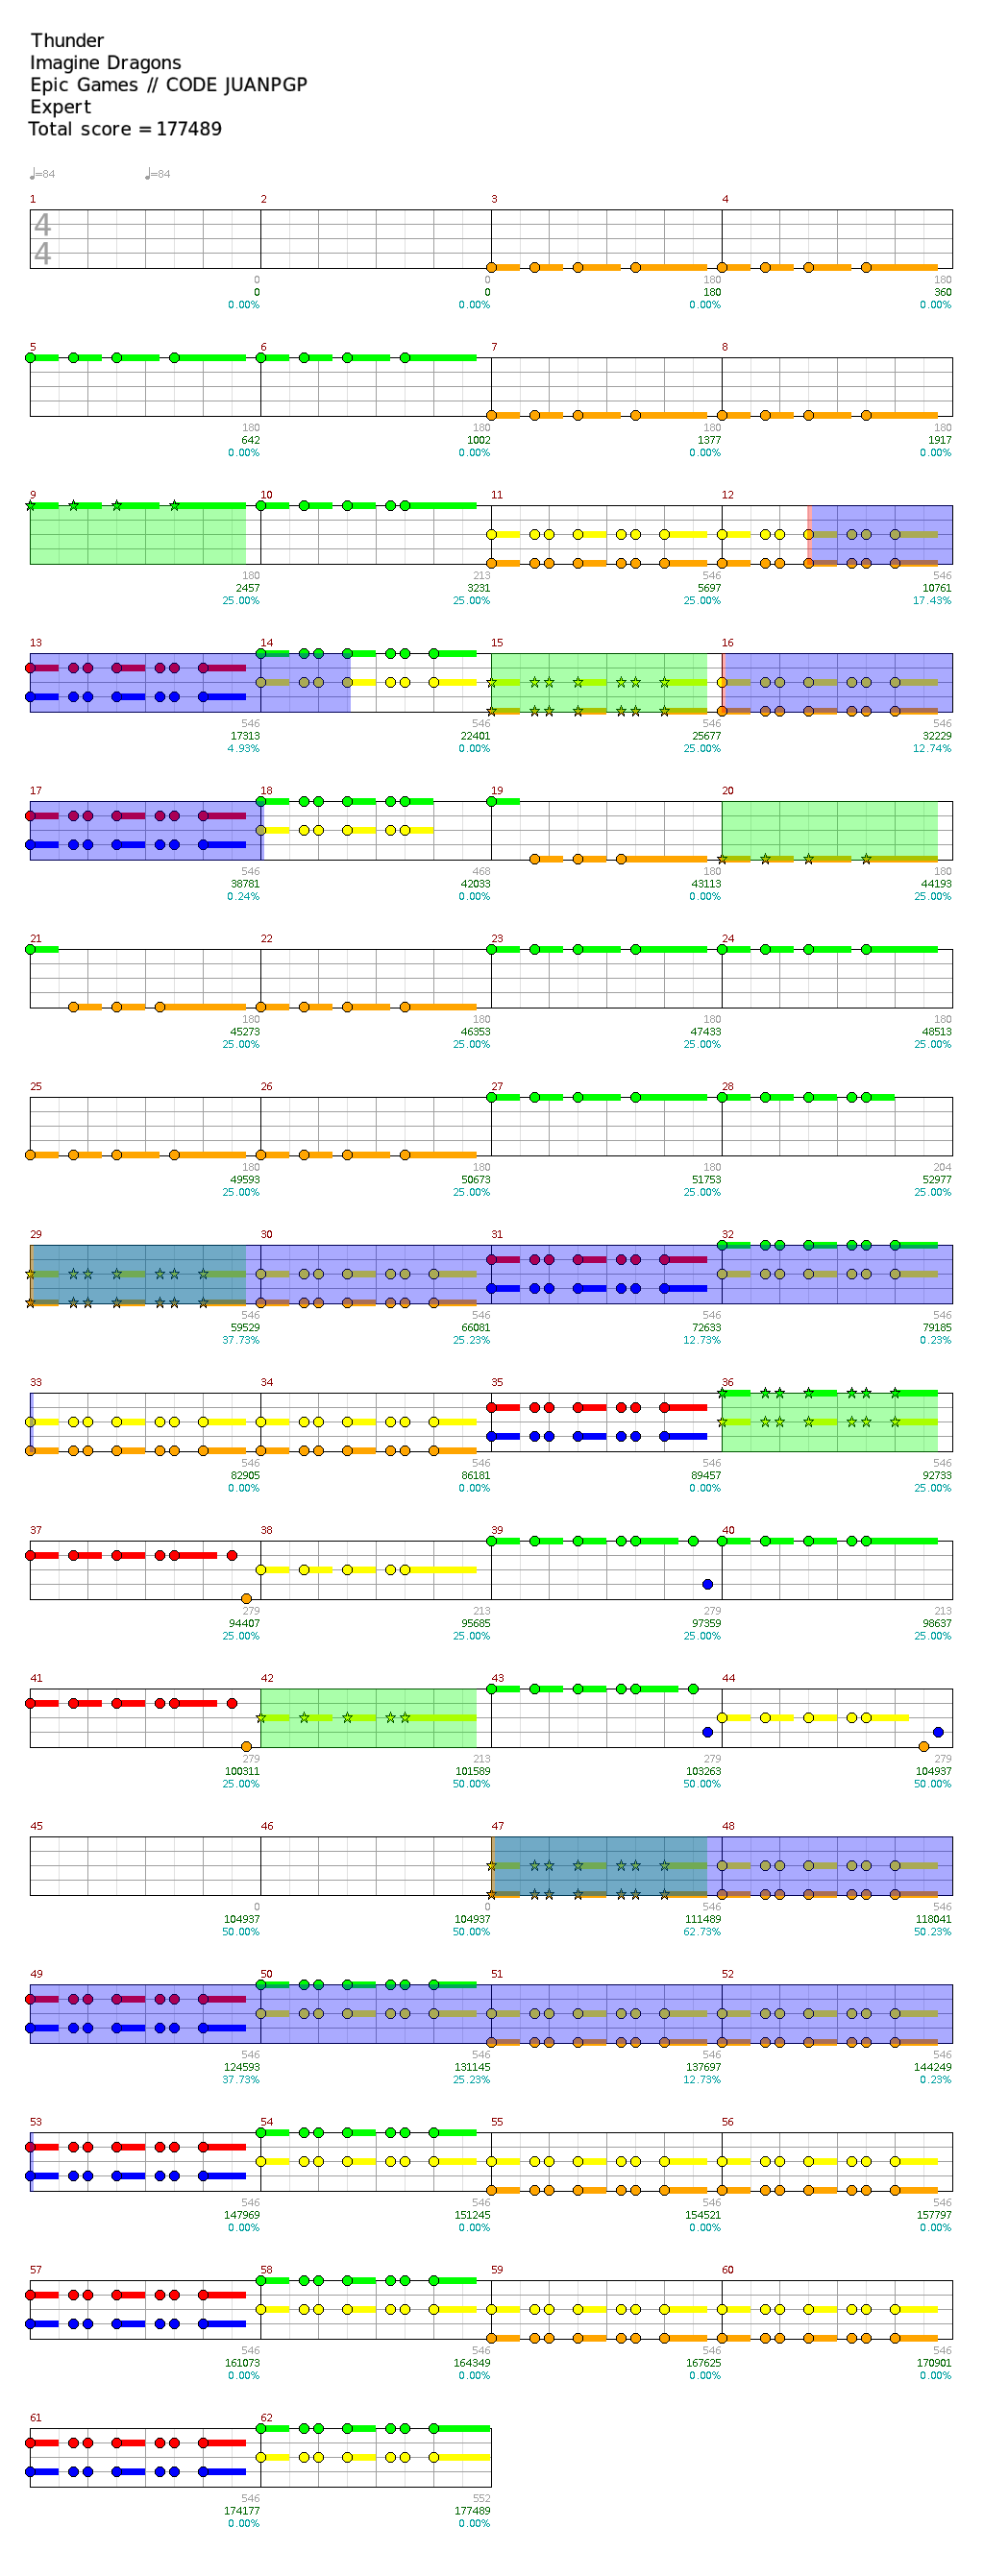 Thunder
Imagine Dragons
Epic Games // CODE JUANPGP
Expert
Total score = 177489
♩=84 ♩=84
1 2 3 4
4
4
0 0 180 180
0 0 180 360
0.00% 0.00% 0.00% 0.00%
5 6 7 8
180 180 180 180
642 1002 1377 1917
0.00% 0.00% 0.00% 0.00%
9 10 11 12
180 213 546 546
2457 3231 5697 10761
25.00% 25.00% 25.00% 17.43%
13 14 15 16
546 546 546 546
17313 22401 25677 32229
4.93% 0.00% 25.00% 12.74%
17 18 19 20
546 468 180 180
38781 42033 43113 44193
0.24% 0.00% 0.00% 25.00%
21 22 23 24
180 180 180 180
45273 46353 47433 48513
25.00% 25.00% 25.00% 25.00%
25 26 27 28
180 180 180 204
49593 50673 51753 52977
25.00% 25.00% 25.00% 25.00%
29 30 31 32
546 546 546 546
59529 66081 72633 79185
37.73% 25.23% 12.73% 0.23%
33 34 35 36
546 546 546 546
82905 86181 89457 92733
0.00% 0.00% 0.00% 25.00%
37 38 39 40
279 213 279 213
94407 95685 97359 98637
25.00% 25.00% 25.00% 25.00%
41 42 43 44
279 213 279 279
100311 101589 103263 104937
25.00% 50.00% 50.00% 50.00%
45 46 47 48
0 0 546 546
104937 104937 111489 118041
50.00% 50.00% 62.73% 50.23%
49 50 51 52
546 546 546 546
124593 131145 137697 144249
37.73% 25.23% 12.73% 0.23%
53 54 55 56
546 546 546 546
147969 151245 154521 157797
0.00% 0.00% 0.00% 0.00%
57 58 59 60
546 546 546 546
161073 164349 167625 170901
0.00% 0.00% 0.00% 0.00%
61 62
546 552
174177 177489
0.00% 0.00%